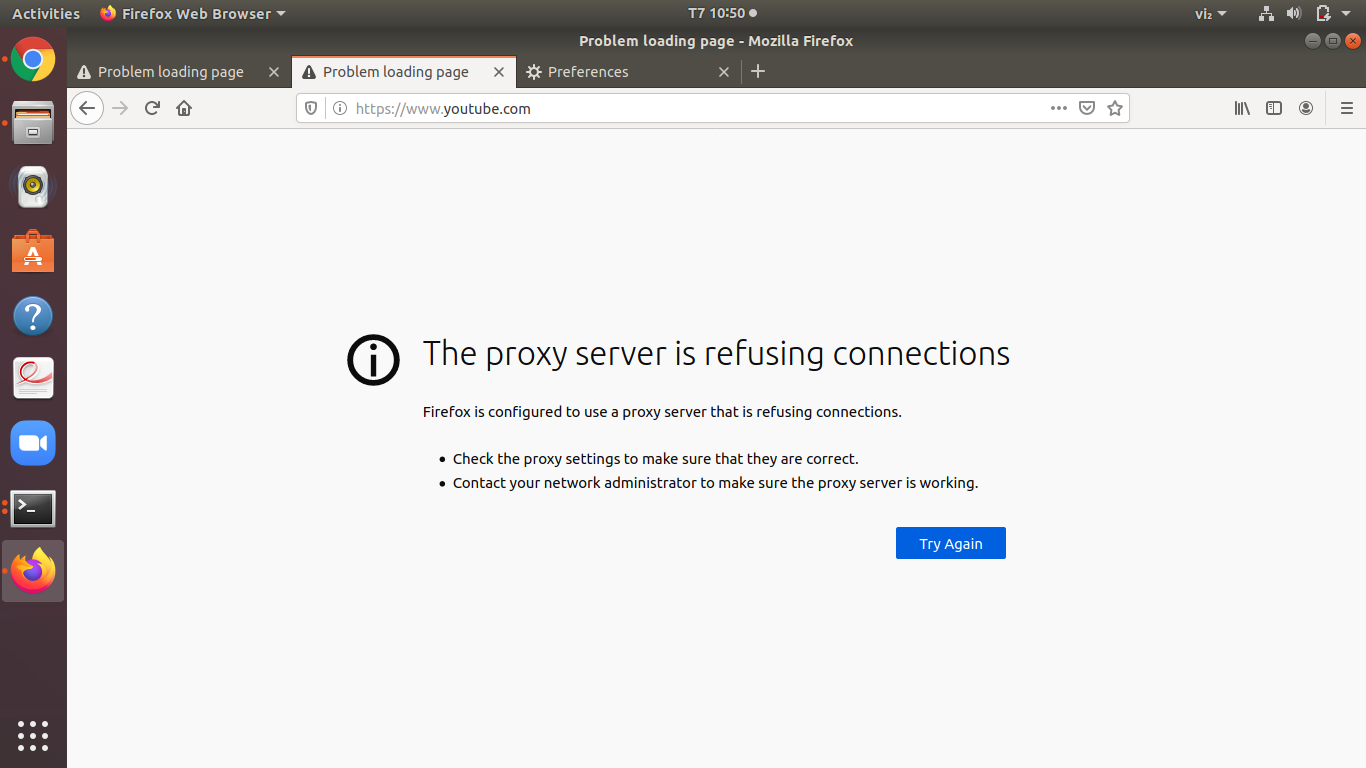 Activities
Firefox Web Browser
T7 10:50
vi₂
Problem loading page - Mozilla Firefox
Problem loading page
Problem loading page
Preferences
https://www.youtube.com
The proxy server is refusing connections
Firefox is configured to use a proxy server that is refusing connections.
Check the proxy settings to make sure that they are correct.
Contact your network administrator to make sure the proxy server is working.
Try Again